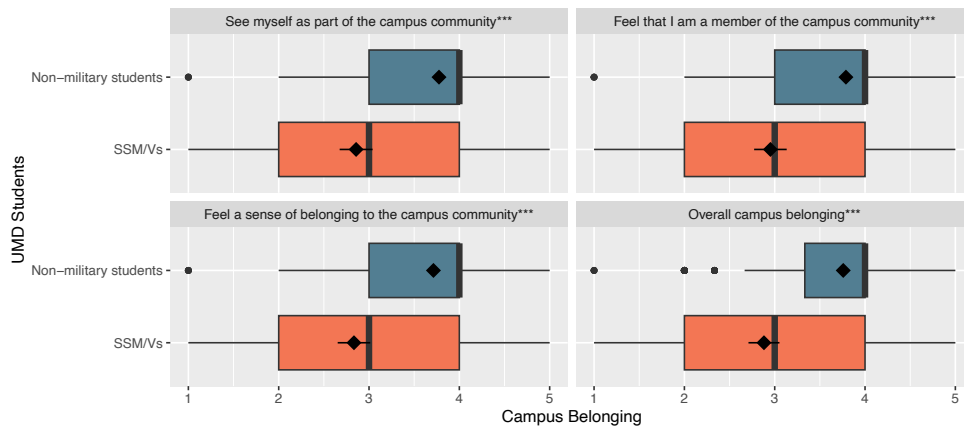 See myself as part of the campus community***
Feel that I am a member of the campus community***
Non−military students
SSM/Vs
Feel a sense of belonging to the campus community***
Overall campus belonging***
Non−military students
SSM/Vs
1 2 3 4 5
1 2 3 4 5
Campus Belonging
UMD Students